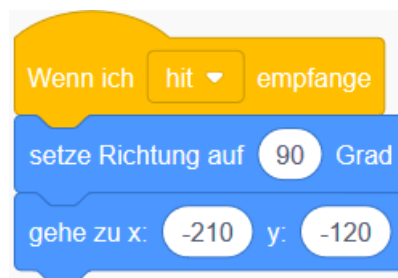 Wenn ich hit empfange
setze Richtung auf 90 Grad
gehe zu x: -210 y: -120